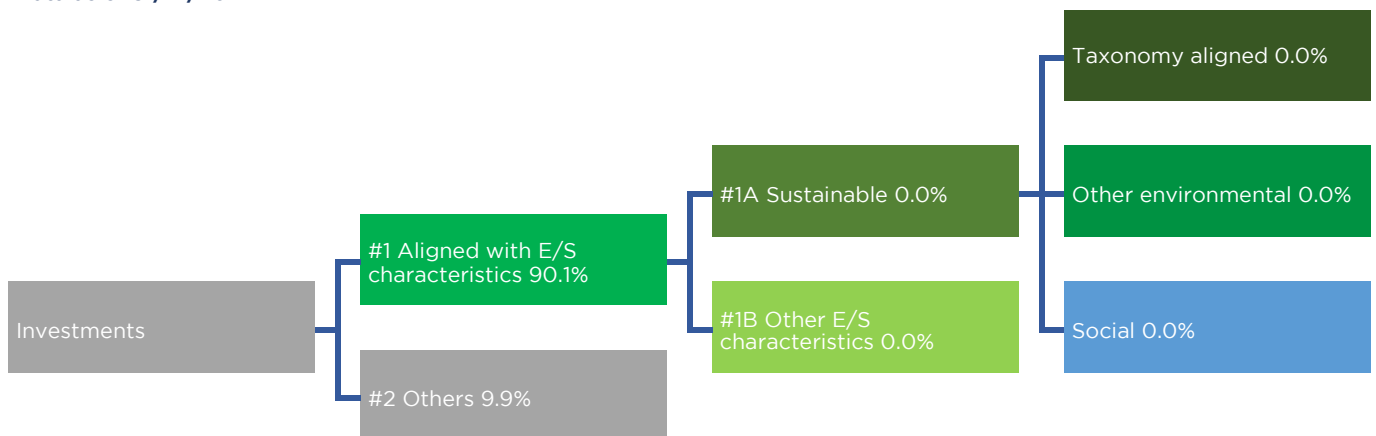 Taxonomy aligned 0.0%
#1A Sustainable 0.0%
Other environmental 0.0%
#1 Aligned with E/S
characteristics 90.1%
Investments
#1B Other E/S
characteristics 0.0%
Social 0.0%
#2 Others 9.9%